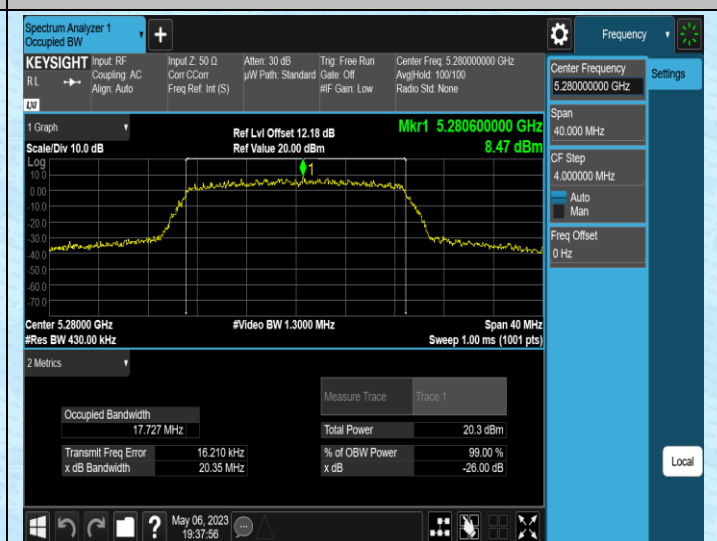 Spectrum Analyzer 1
Occupied BW
Frequency
KEYSIGHT
RL
LXI
Input: RF
Coupling: AC
Align: Auto
Input Z: 50 Ω
Corr CCorr
Freq Ref: Int (S)
Atten: 30 dB
µW Path: Standard
Trig: Free Run
Gate: Off
#IF Gain: Low
Center Freq: 5.280000000 GHz
Avg|Hold: 100/100
Radio Std: None
Center Frequency
5.280000000 GHz
Settings
Span
40.000 MHz
CF Step
4.000000 MHz
Auto
Man
Freq Offset
0 Hz
Local
1 Graph
Scale/Div 10.0 dB
Ref Lvl Offset 12.18 dB
Ref Value 20.00 dBm
Mkr1 5.280600000 GHz
8.47 dBm
Log
1
10.0
0.00
-10.0
-20.0
-30.0
-40.0
-50.0
-60.0
-70.0
Center 5.28000 GHz
#Res BW 430.00 kHz
#Video BW 1.3000 MHz
Span 40 MHz
Sweep 1.00 ms (1001 pts)
2 Metrics
Measure Trace
Trace 1
Occupied Bandwidth
17.727 MHz
Total Power
20.3 dBm
Transmit Freq Error
16.210 kHz
% of OBW Power
99.00 %
x dB Bandwidth
20.35 MHz
x dB
-26.00 dB
?
May 06, 2023
19:37:56